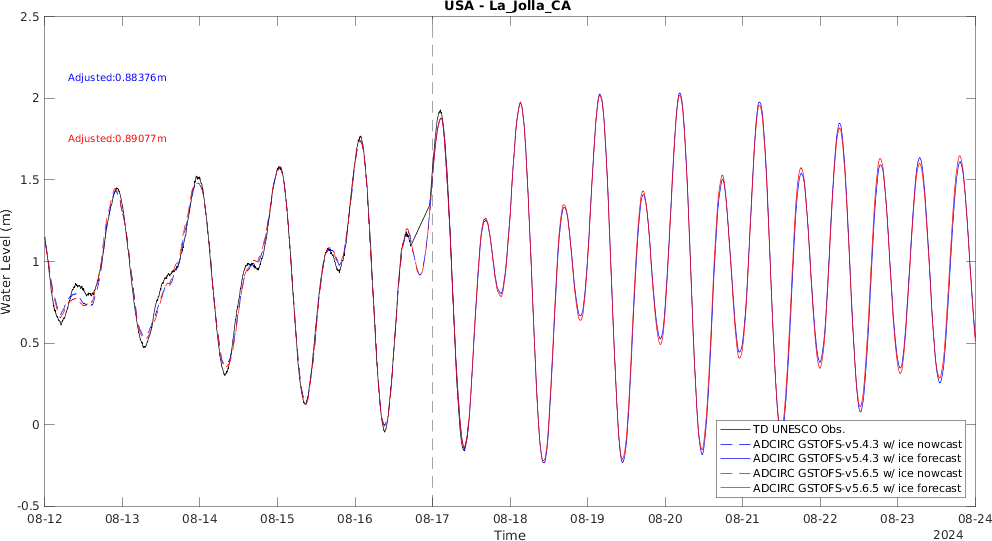 USA - La_Jolla_CA
2.5
2
1.5
1
0.5
0
-0.5
Water Level (m)
Adjusted:0.88376m
Adjusted:0.89077m
TD UNESCO Obs.
ADCIRC GSTOFS-v5.4.3 w/ ice nowcast
ADCIRC GSTOFS-v5.4.3 w/ ice forecast
ADCIRC GSTOFS-v5.6.5 w/ ice nowcast
ADCIRC GSTOFS-v5.6.5 w/ ice forecast
08-12 08-13 08-14 08-15 08-16 08-17 08-18 08-19 08-20 08-21 08-22 08-23 08-24
Time
2024